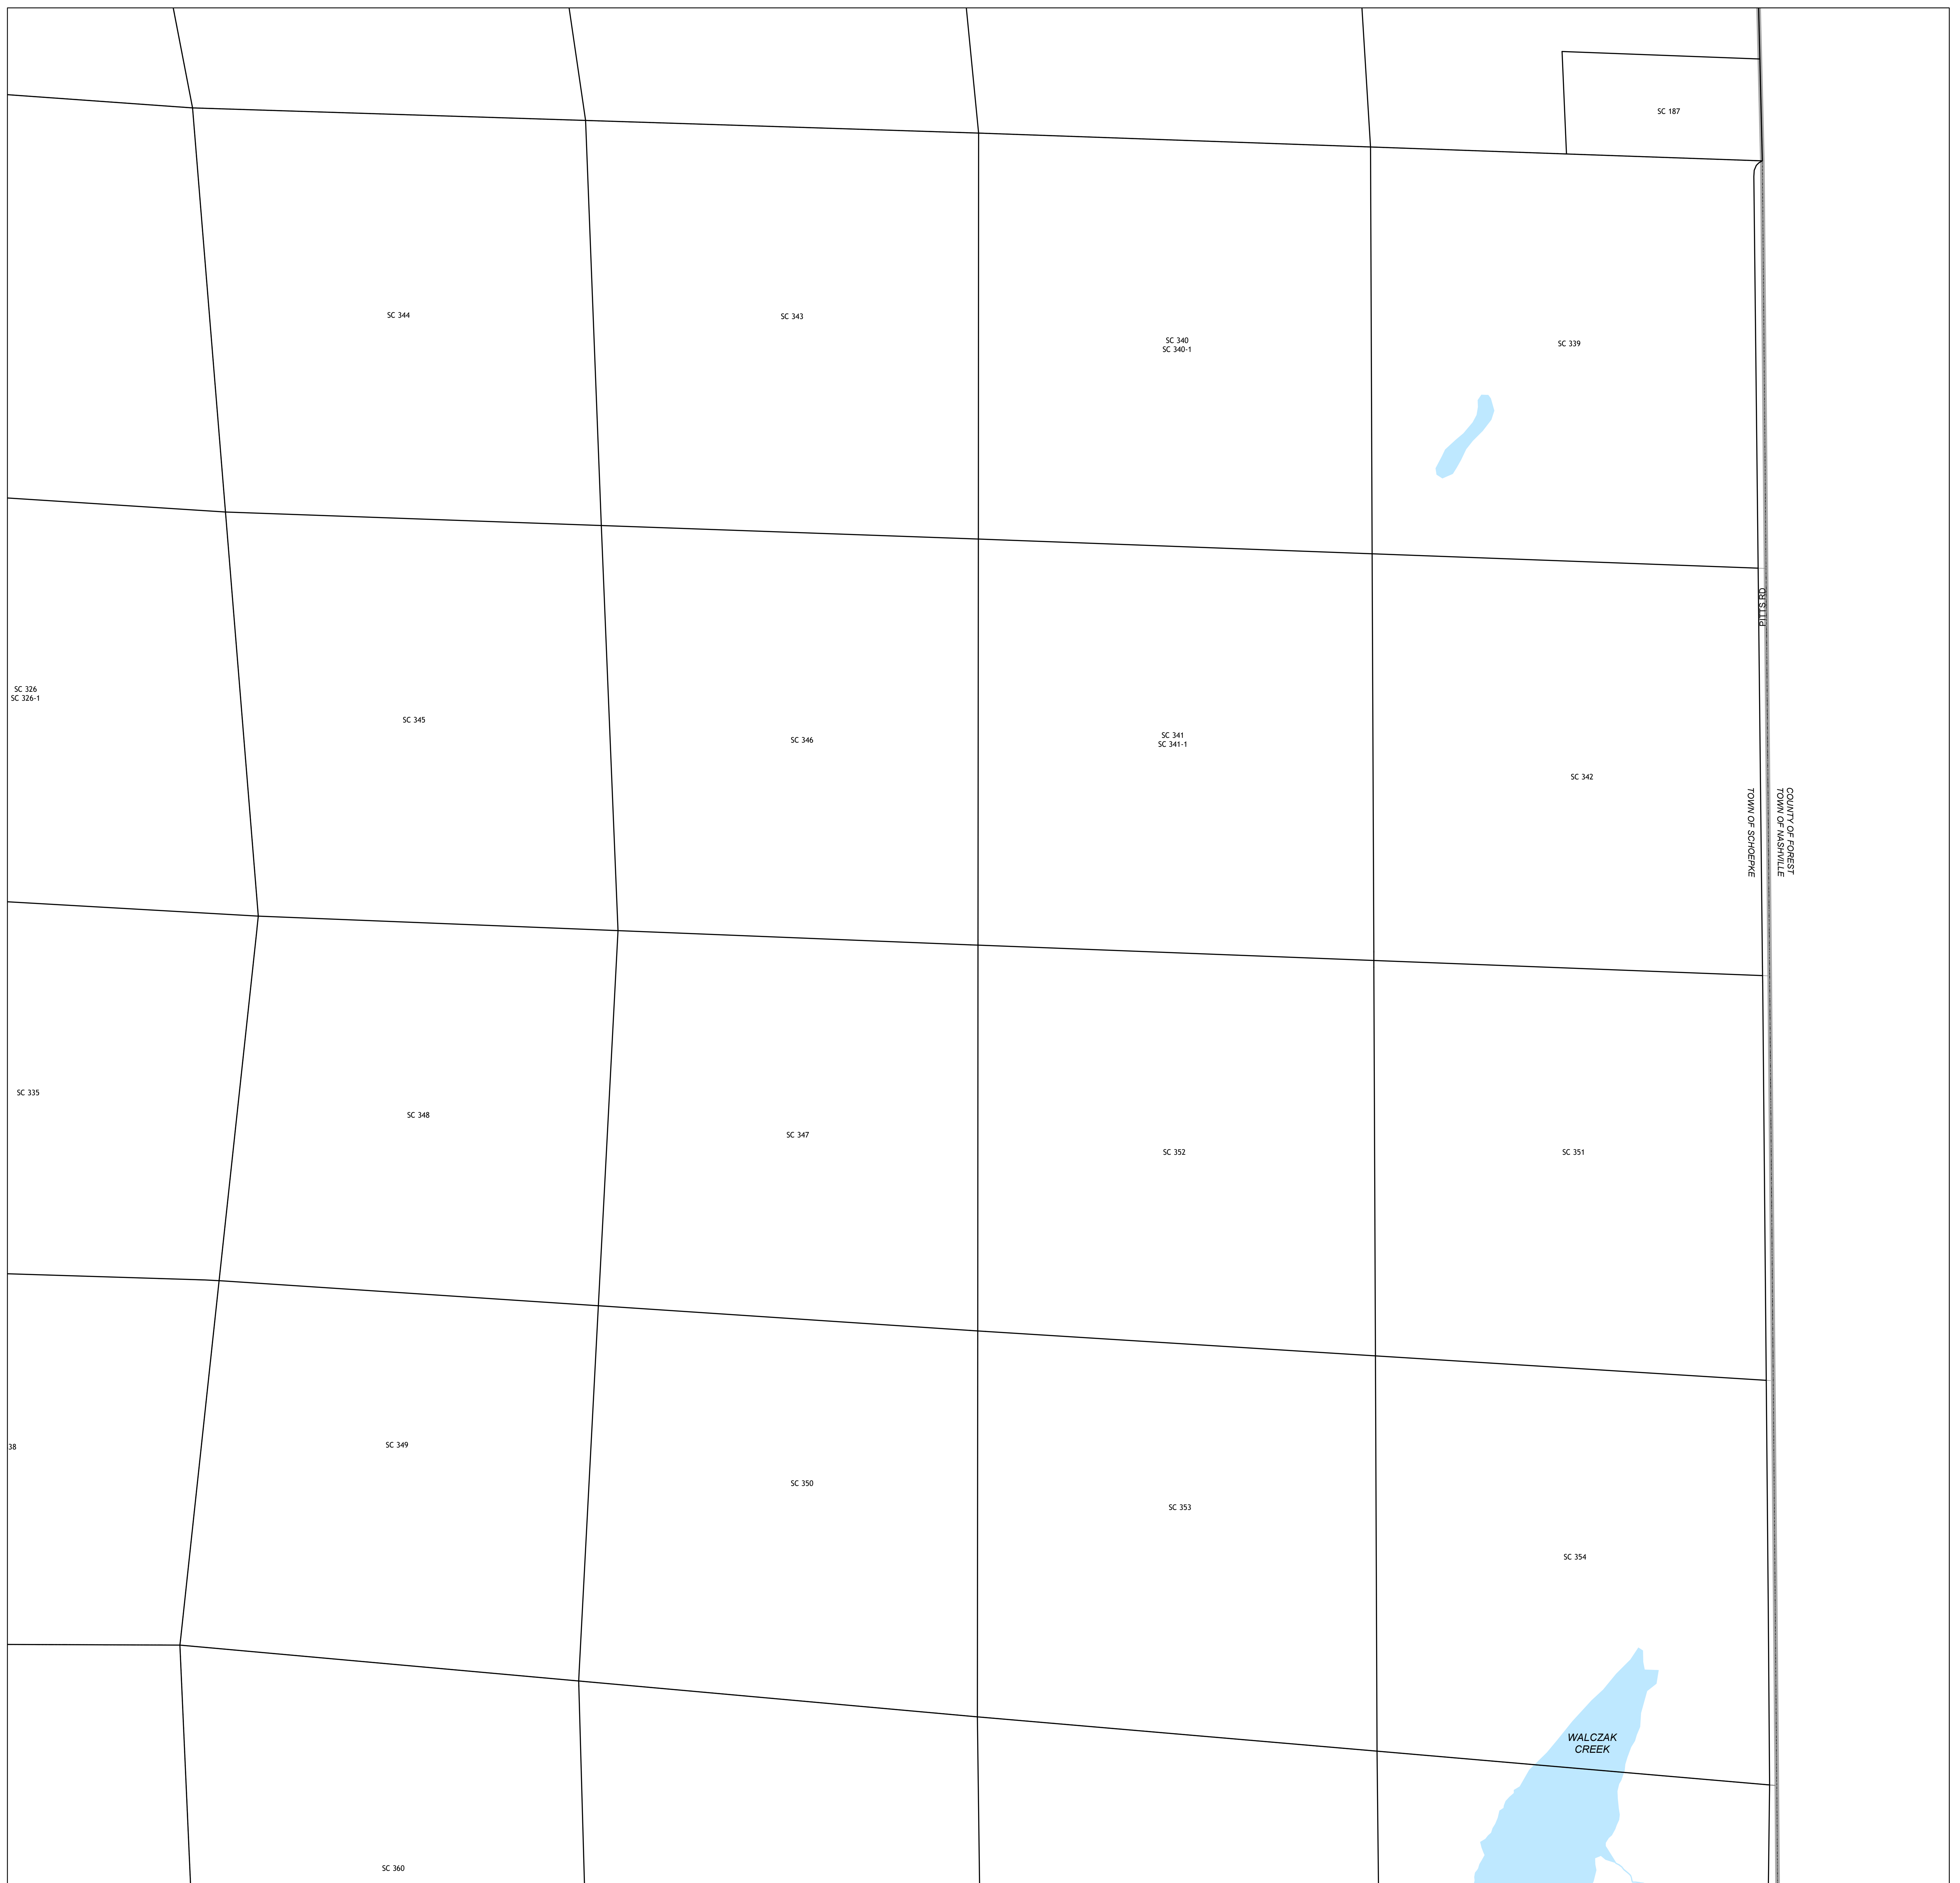 SC 187
SC 344
SC 343
SC 340
SC 340-1
SC 339
PITTS RD
SC 326
SC 326-1
SC 345
SC 346
SC 341
SC 341-1
SC 342
TOWN OF SCHOEPKE
COUNTY OF FOREST
TOWN OF NASHVILLE
SC 335
SC 348
SC 347
SC 352
SC 351
38
SC 349
SC 350
SC 353
SC 354
WALCZAK
CREEK
SC 360